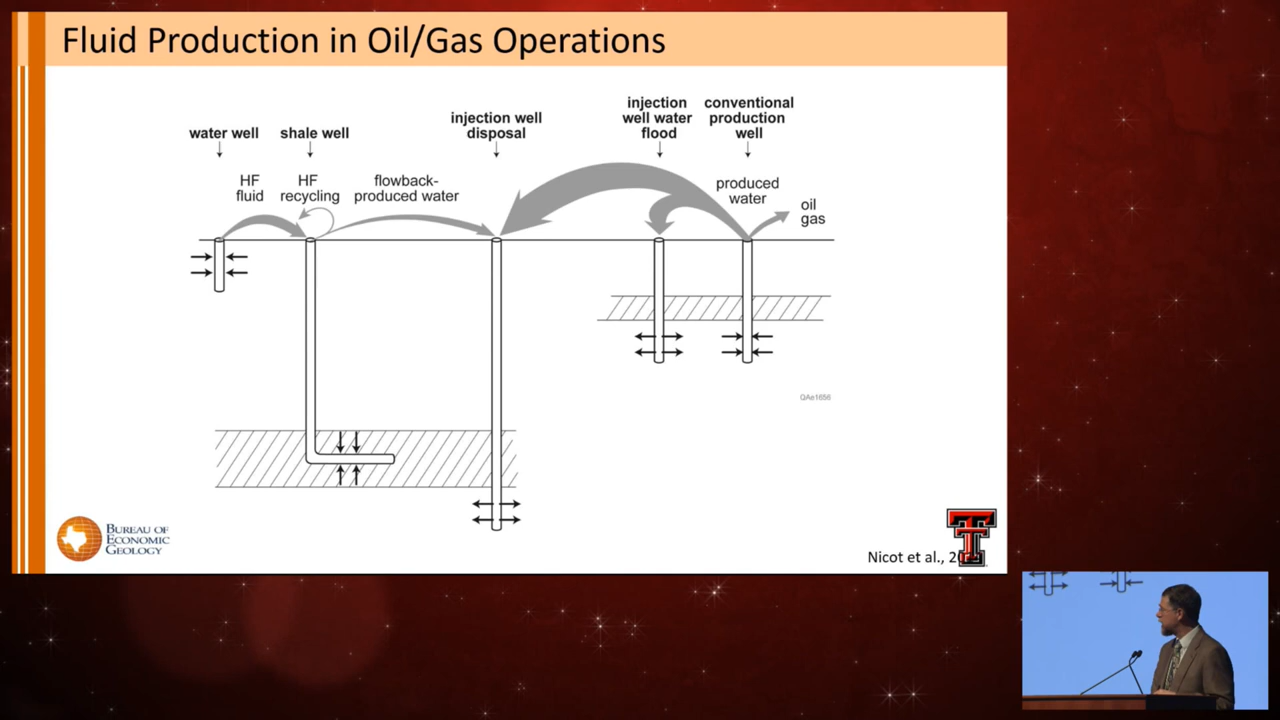 Fluid Production in Oil/Gas Operations
water well
shale well
injection well
disposal
injection
well water
flood
conventional
production
well
HF
fluid
HF
recycling
flowback-
produced water
produced
water
oil
gas
QAe1656
BUREAU OF
ECONOMIC
GEOLOGY
Nicot et al.,